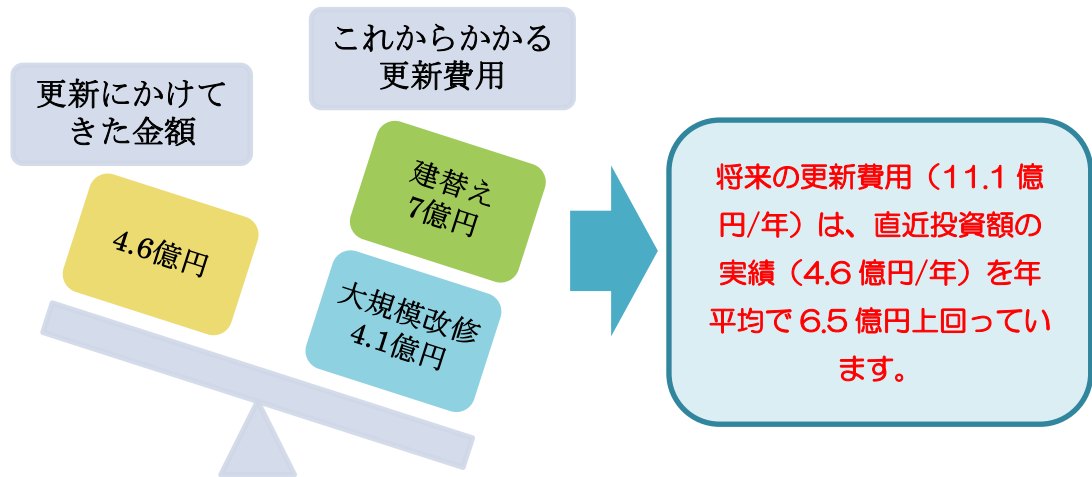 更新にかけて
きた金額
4.6億円
これからかかる
更新費用
建替え
7億円
大規模改修
4.1億円
将来の更新費用（11.1 億
円/年）は、直近投資額の
実績（4.6 億円/年）を年
平均で 6.5 億円上回ってい
ます。